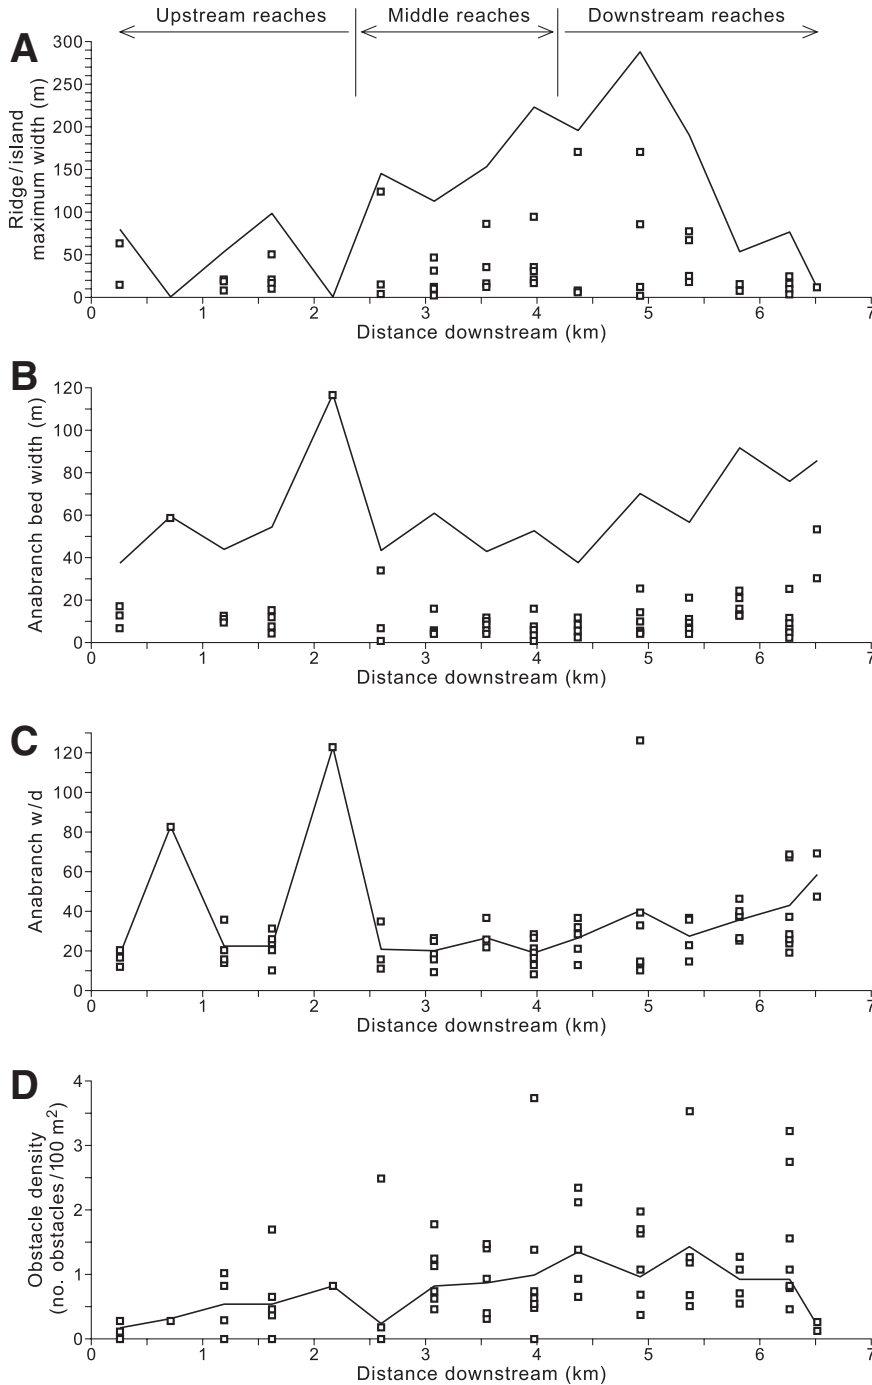 Upstream reaches Middle reaches Downstream reaches
A
Ridge/island
maximum width (m)
300
250
200
150
100
50
0
0 1 2 3 4 5 6 7
Distance downstream (km)
B
Anabranch bed width (m)
120
100
80
60
40
20
0
0 1 2 3 4 5 6 7
Distance downstream (km)
C
Anabranch w/d
120
100
80
60
40
20
0
0 1 2 3 4 5 6 7
Distance downstream (km)
D
Obstacle density
(no. obstacles/100 m²)
4
3
2
1
0
0 1 2 3 4 5 6 7
Distance downstream (km)